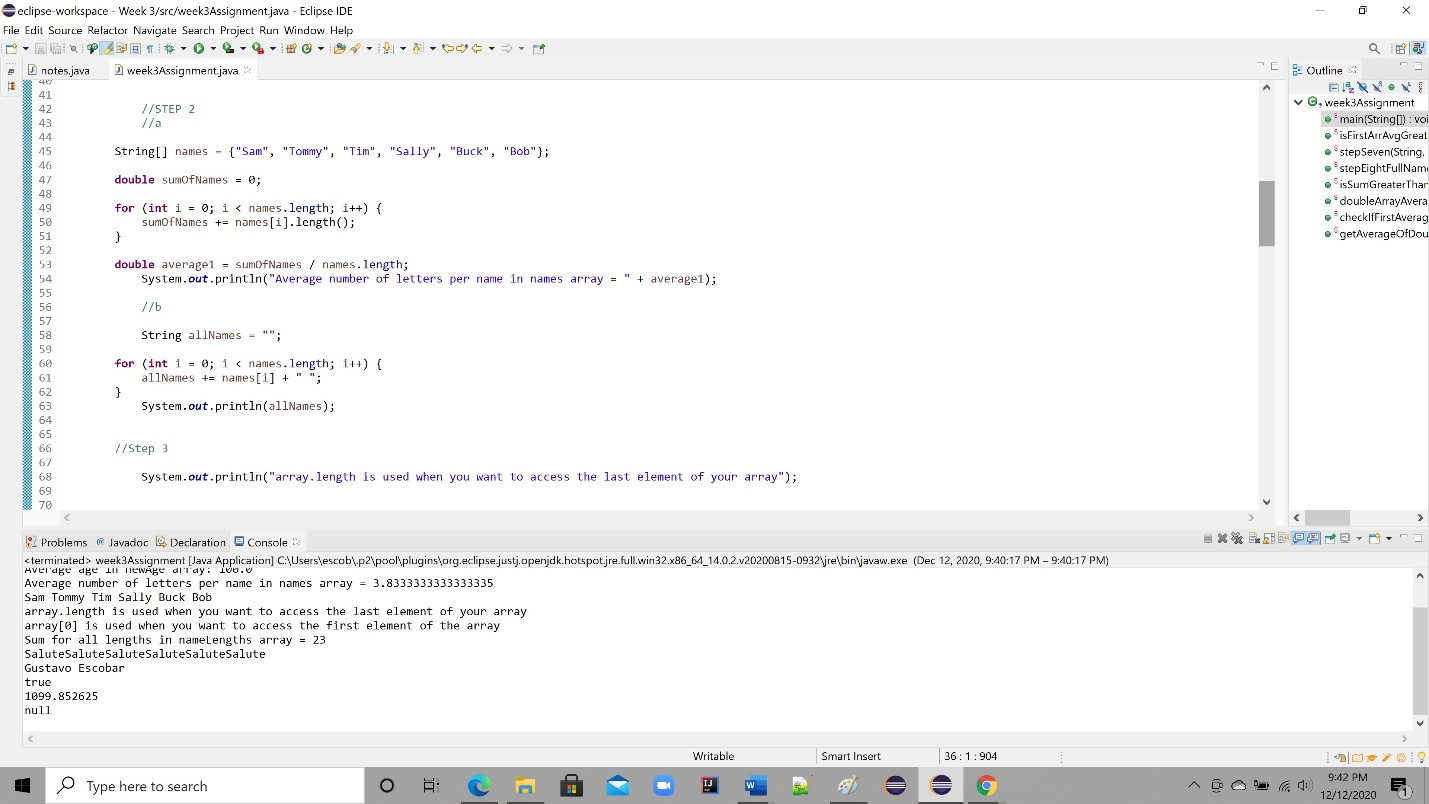 eclipse-workspace - Week 3/src/week3Assignment.java - Eclipse IDE
File Edit Source Refactor Navigate Search Project Run Window Help
notes.java
week3Assignment.java
Outline
week3Assignment
main(String[]) : voi
isFirstArrAvgGreat
stepSeven(String,
stepEightFullNam
isSumGreaterThan
doubleArrayAvera
checkIfFirstAverag
getAverageOfDou
40
41
42 //STEP 2
43 //a
44
45 String[] names = {"Sam", "Tommy", "Tim", "Sally", "Buck", "Bob"};
46
47 double sumOfNames = 0;
48
49 for (int i = 0; i < names.length; i++) {
50 sumOfNames += names[i].length();
51 }
52
53 double average1 = sumOfNames / names.length;
54 System.out.println("Average number of letters per name in names array = " + average1);
55
56 //b
57
58 String allNames = "";
59
60 for (int i = 0; i < names.length; i++) {
61 allNames += names[i] + " ";
62 }
63 System.out.println(allNames);
64
65
66 //Step 3
67
68 System.out.println("array.length is used when you want to access the last element of your array");
69
70
Problems Javadoc Declaration Console
<terminated> week3Assignment [Java Application] C:\Users\escob\.p2\pool\plugins\org.eclipse.justj.openjdk.hotspot.jre.full.win32.x86_64_14.0.2.v20200815-0932\jre\bin\javaw.exe (Dec 12, 2020, 9:40:17 PM – 9:40:17 PM)
Average age in newAge array: 100.0
Average number of letters per name in names array = 3.8333333333333335
Sam Tommy Tim Sally Buck Bob
array.length is used when you want to access the last element of your array
array[0] is used when you want to access the first element of the array
Sum for all lengths in nameLengths array = 23
SaluteSaluteSaluteSaluteSaluteSalute
Gustavo Escobar
true
1099.852625
null
Writable
Smart Insert
36 : 1 : 904
Type here to search
9:42 PM
12/12/2020
1